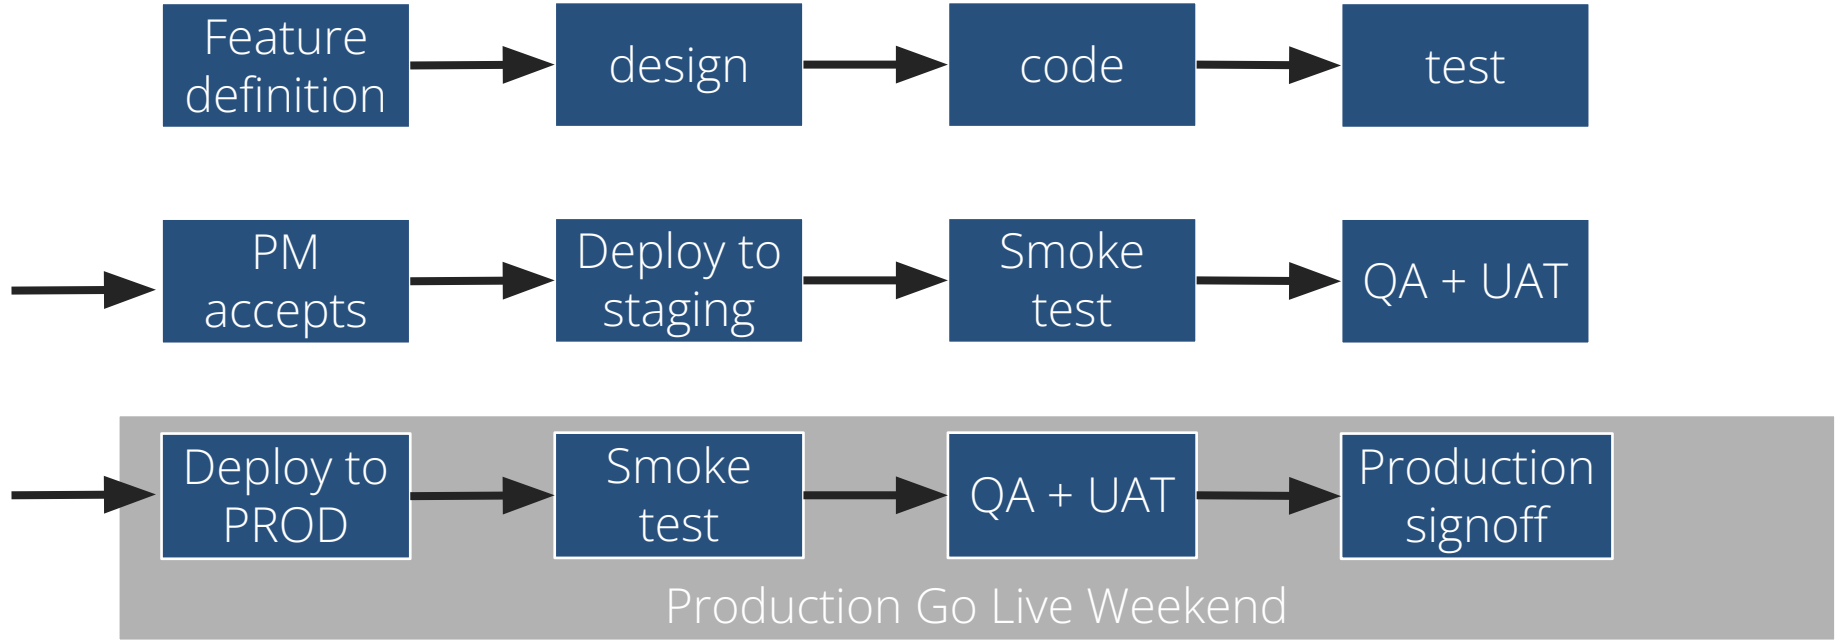 Feature
definition
design
code
test
PM
accepts
Deploy to
staging
Smoke
test
QA + UAT
Deploy to
PROD
Smoke
test
QA + UAT
Production
signoff
Production Go Live Weekend